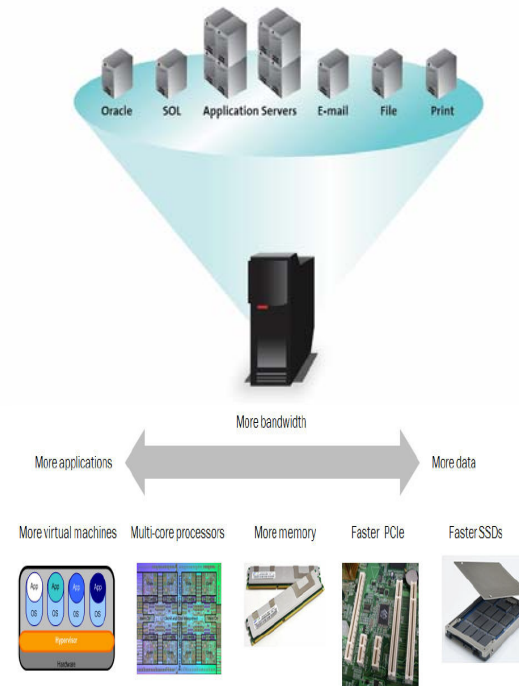 Oracle SOL Application Servers E-mail File Print
More bandwidth
More applications More data
More virtual machines Multi-core processors More memory Faster PCIe Faster SSDs
App App App App
OS OS OS OS
Hypervisor
Hardware